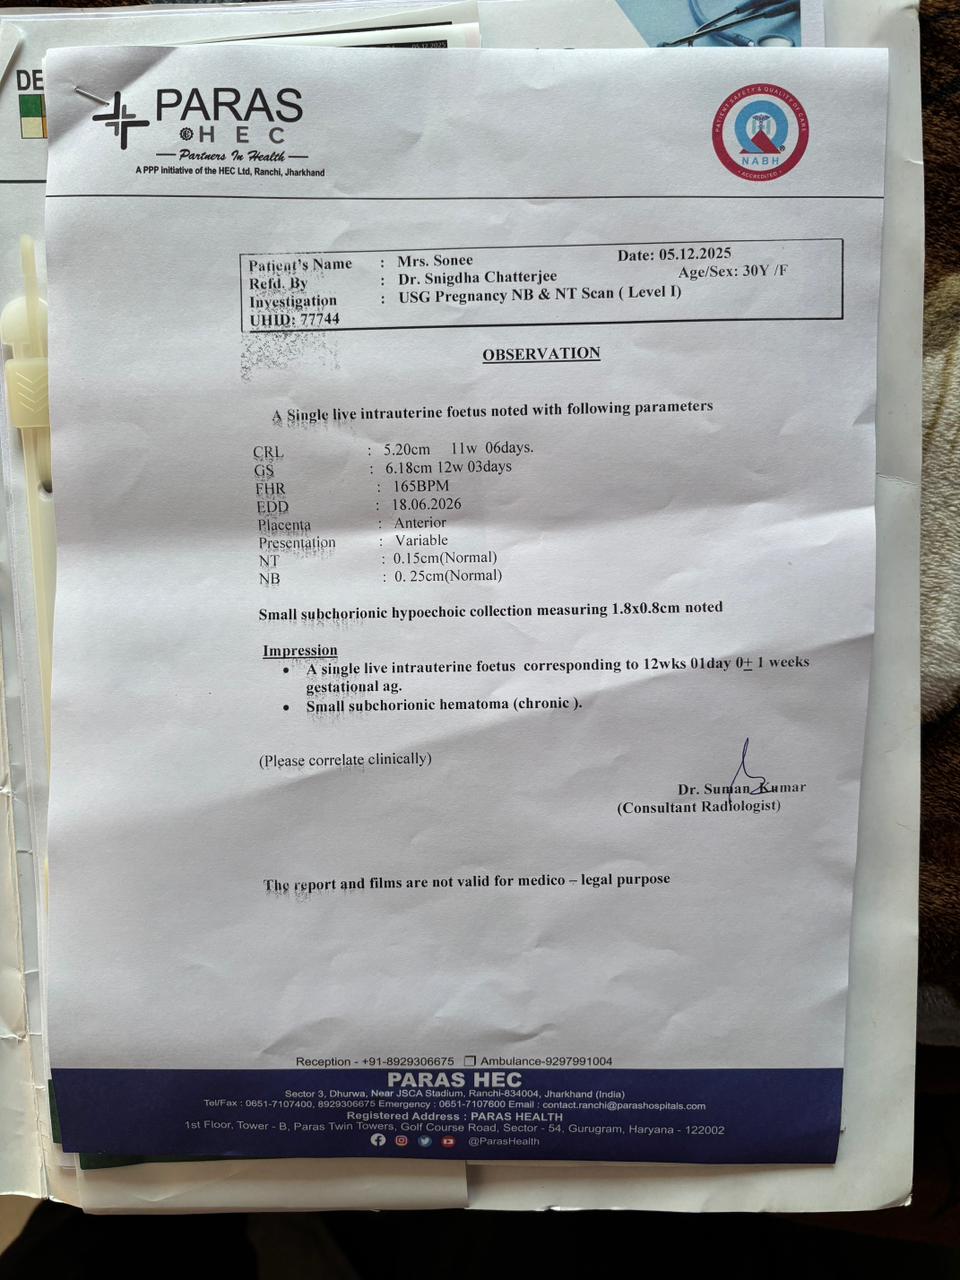 DE
05.12.2025
PARAS
HEC
Partners In Health
A PPP initiative of the HEC Ltd, Ranchi, Jharkhand
PATIENT SAFETY & QUALITY OF CARE
NABH
ACCREDITED
Patient's Name : Mrs. Sonee Date: 05.12.2025
Refd. By : Dr. Snigdha Chatterjee Age/Sex: 30Y /F
Investigation : USG Pregnancy NB & NT Scan ( Level I)
UHID: 77744
OBSERVATION
A Single live intrauterine foetus noted with following parameters
CRL : 5.20cm 11w 06days.
GS : 6.18cm 12w 03days
FHR : 165BPM
EDD : 18.06.2026
Placenta : Anterior
Presentation : Variable
NT : 0.15cm(Normal)
NB : 0. 25cm(Normal)
Small subchorionic hypoechoic collection measuring 1.8x0.8cm noted
Impression
• A single live intrauterine foetus corresponding to 12wks 01day 0± 1 weeks
gestational ag.
• Small subchorionic hematoma (chronic ).
(Please correlate clinically)
Dr. Suman Kumar
(Consultant Radiologist)
The report and films are not valid for medico – legal purpose
Reception - +91-8929306675 ❐ Ambulance-9297991004
PARAS HEC
Sector 3, Dhurwa, Near JSCA Stadium, Ranchi-834004, Jharkhand (India)
Tel/Fax : 0651-7107400, 8929306675 Emergency : 0651-7107600 Email : contact.ranchi@parashospitals.com
Registered Address : PARAS HEALTH
1st Floor, Tower - B, Paras Twin Towers, Golf Course Road, Sector - 54, Gurugram, Haryana - 122002
@ParasHealth